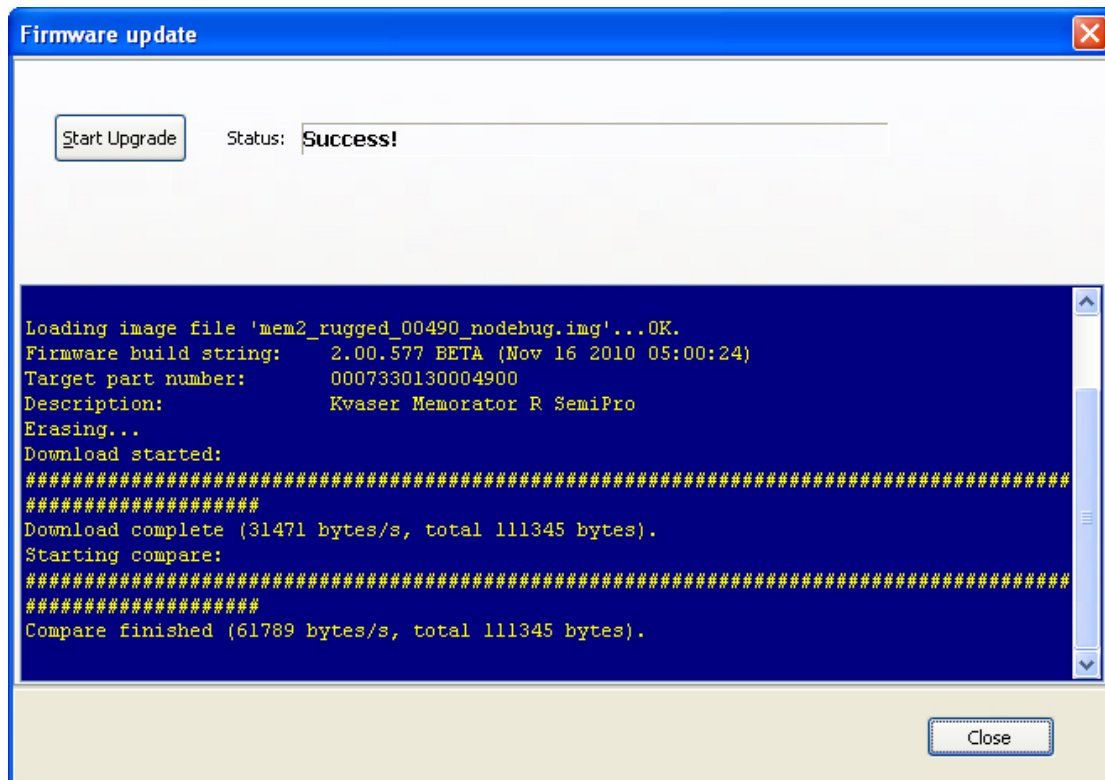 Firmware update
Start Upgrade Status: Success!
Loading image file 'mem2_rugged_00490_nodebug.img'...OK.
Firmware build string: 2.00.577 BETA (Nov 16 2010 05:00:24)
Target part number: 0007330130004900
Description: Kvaser Memorator R SemiPro
Erasing...
Download started:
#########################################################################################
####################
Download complete (31471 bytes/s, total 111345 bytes).
Starting compare:
#########################################################################################
####################
Compare finished (61789 bytes/s, total 111345 bytes).
Close